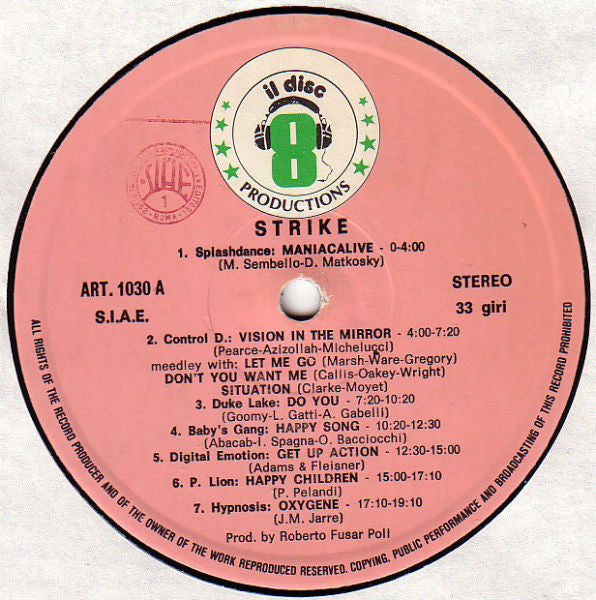 il disc
8
PRODUCTIONS
S.I.A.E.
1
ROMA
STRIKE
1. Splashdance: MANIACALIVE - 0-4:00
(M. Sembello-D. Matkosky)
ART. 1030 A
STEREO
S.I.A.E.
33 giri
2. Control D.: VISION IN THE MIRROR - 4:00-7:20
(Pearce-Azizollah-Michelucci)
meedley with: LET ME GO (Marsh-Ware-Gregory)
DON'T YOU WANT ME (Callis-Oakey-Wright)
SITUATION (Clarke-Moyet)
3. Duke Lake: DO YOU - 7:20-10:20
(Goomy-L. Gatti-A. Gabelli)
4. Baby's Gang: HAPPY SONG - 10:20-12:30
(Abacab-I. Spagna-O. Bacciocchi)
5. Digital Emotion: GET UP ACTION - 12:30-15:00
(Adams & Fleisner)
6. P. Lion: HAPPY CHILDREN - 15:00-17:10
(P. Pelandi)
7. Hypnosis: OXYGENE - 17:10-19:10
(J.M. Jarre)
Prod. by Roberto Fusar Poli
ALL RIGHTS OF THE RECORD PRODUCER AND OF THE OWNER OF THE WORK REPRODUCED RESERVED. COPYING, PUBLIC PERFORMANCE AND BROADCASTING OF THIS RECORD PROHIBITED